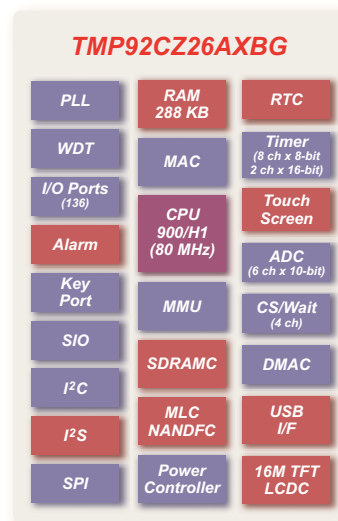 TMP92CZ26AXBG
PLL
WDT
I/O Ports
(136)
Alarm
Key
Port
SIO
I²C
I²S
SPI
RAM
288 KB
MAC
CPU
900/H1
(80 MHz)
MMU
SDRAMC
MLC
NANDFC
Power
Controller
RTC
Timer
(8 ch x 8-bit
2 ch x 16-bit)
Touch
Screen
ADC
(6 ch x 10-bit)
CS/Wait
(4 ch)
DMAC
USB
I/F
16M TFT
LCDC